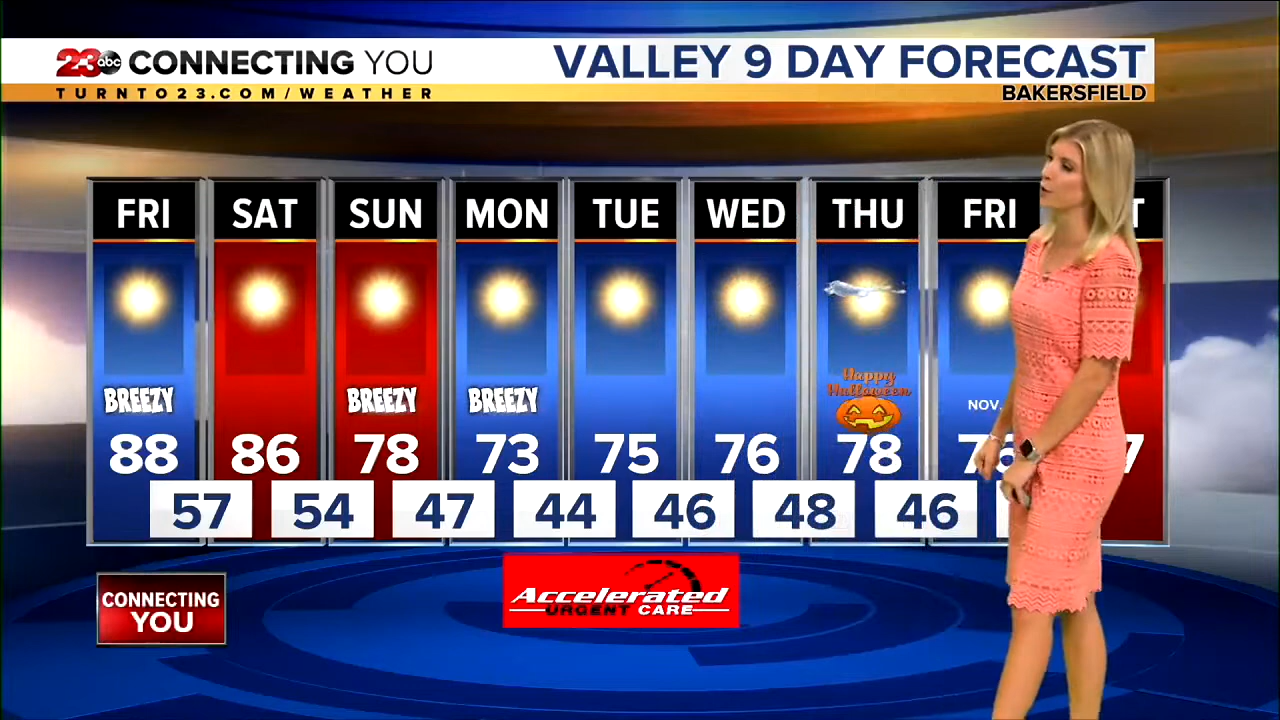 23 abc CONNECTING YOU
TURNTO23.COM/WEATHER
VALLEY 9 DAY FORECAST
BAKERSFIELD
FRI SAT SUN MON TUE WED THU FRI
BREEZY BREEZY BREEZY
Happy
Halloween
NOV.
88 86 78 73 75 76 78
57 54 47 44 46 48 46
CONNECTING
YOU
Accelerated
URGENT CARE